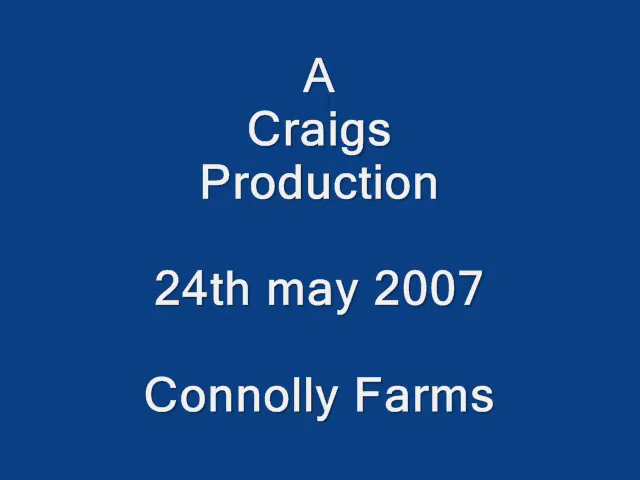 A
Craigs
Production
24th may 2007
Connolly Farms